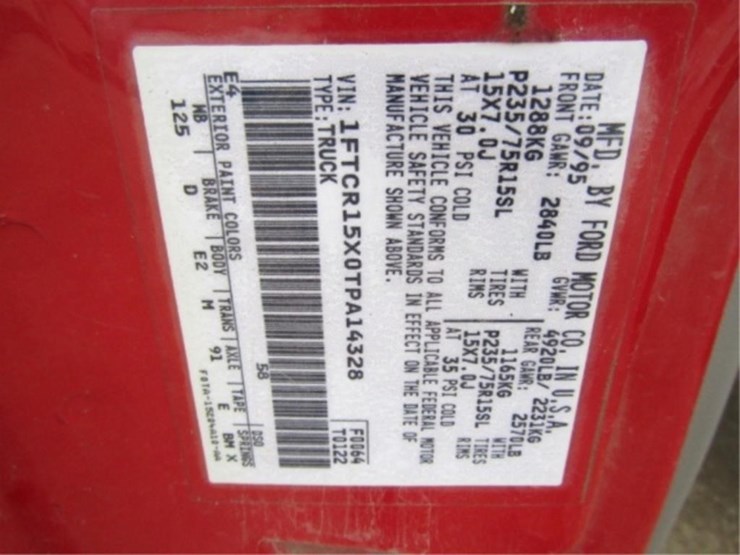 MFD. BY FORD MOTOR CO. IN U.S.A.
DATE: 09/95 GVWR: 4920LB/ 2231KG
FRONT GAWR: 2840LB REAR GAWR: 2570LB
1288KG WITH 1165KG WITH
P235/75R15SL TIRES P235/75R15SL TIRES
15X7.0J RIMS 15X7.0J RIMS
AT 30 PSI COLD AT 35 PSI COLD
THIS VEHICLE CONFORMS TO ALL APPLICABLE FEDERAL MOTOR
VEHICLE SAFETY STANDARDS IN EFFECT ON THE DATE OF
MANUFACTURE SHOWN ABOVE.
VIN: 1FTCR15X0TPA14328 F0064
TYPE: TRUCK T0122
E4 58
EXTERIOR PAINT COLORS DSO
WB BRAKE BODY TRANS AXLE TAPE SPRINGS
125 D E2 M 91 E BM X